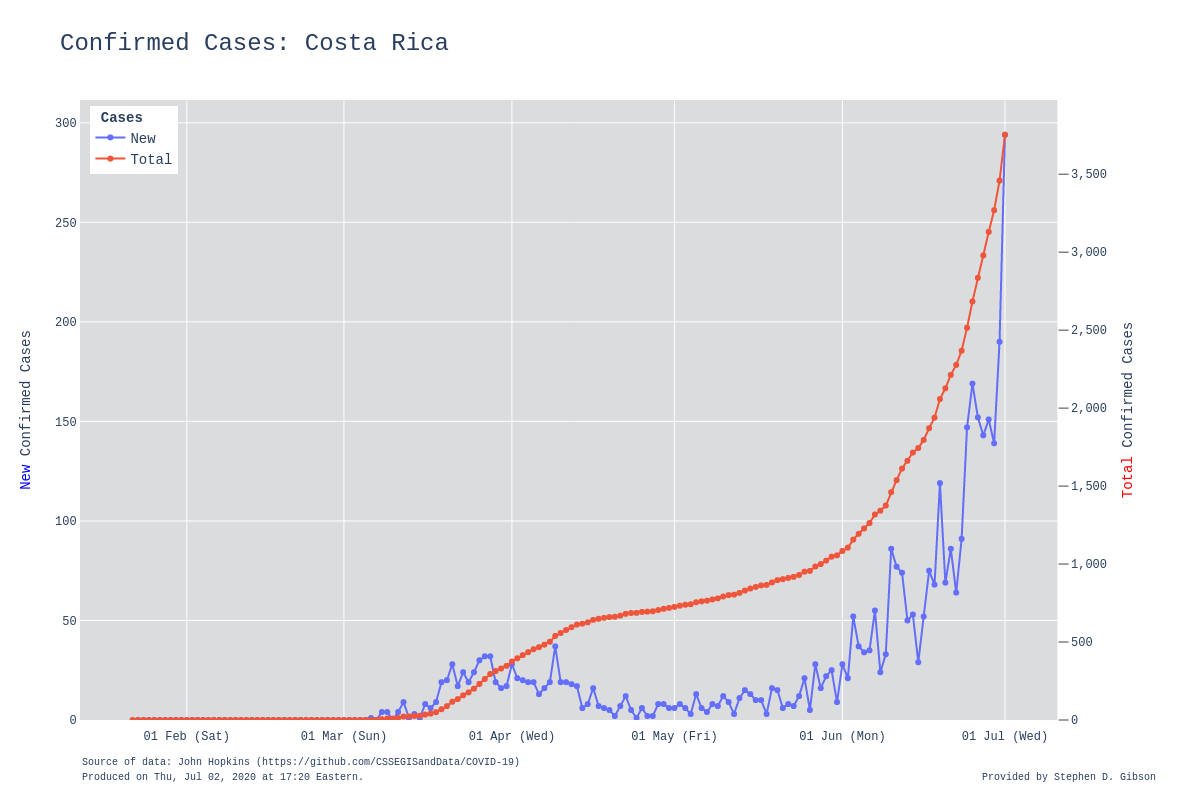 Confirmed Cases: Costa Rica
Cases
New
Total
300
250
200
150
100
50
0
3,500
3,000
2,500
2,000
1,500
1,000
500
0
New Confirmed Cases
Total Confirmed Cases
01 Feb (Sat)
01 Mar (Sun)
01 Apr (Wed)
01 May (Fri)
01 Jun (Mon)
01 Jul (Wed)
Source of data: John Hopkins (https://github.com/CSSEGISandData/COVID-19)
Produced on Thu, Jul 02, 2020 at 17:20 Eastern.
Provided by Stephen D. Gibson